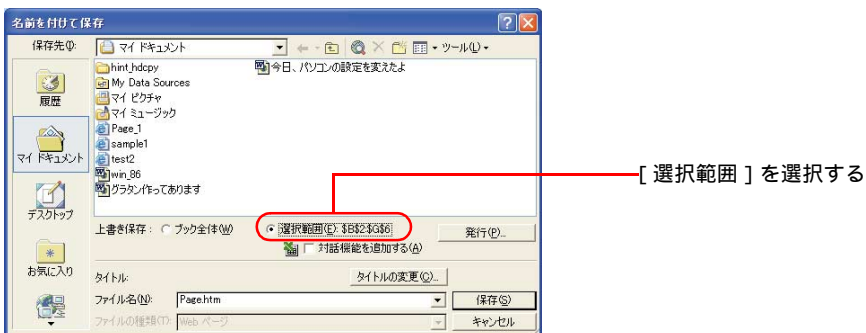 名前を付けて保存
保存先(I):
マイ ドキュメント
ツール(L)
履歴
マイ ドキュメント
デスクトップ
お気に入り
hint_hdcpy
My Data Sources
マイ ピクチャ
マイ ミュージック
Page_1
sample1
test2
win_86
グラタン作ってあります
今日、パソコンの設定を変えたよ
[ 選択範囲 ] を選択する
上書き保存:
ブック全体(W)
選択範囲(E): $B$2:$G$6
発行(P)...
対話機能を追加する(A)
タイトル:
タイトルの変更(C)...
ファイル名(N):
Page.htm
保存(S)
ファイルの種類(T):
Web ページ
キャンセル